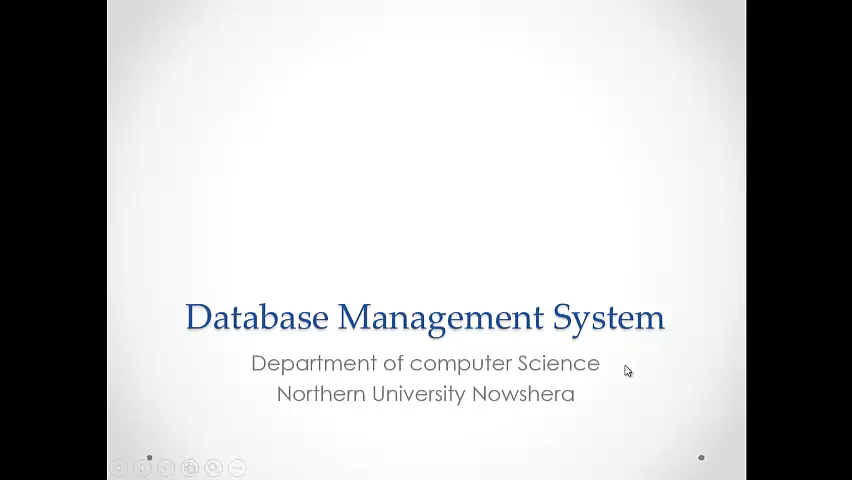 Database Management System
Department of computer Science
Northern University Nowshera